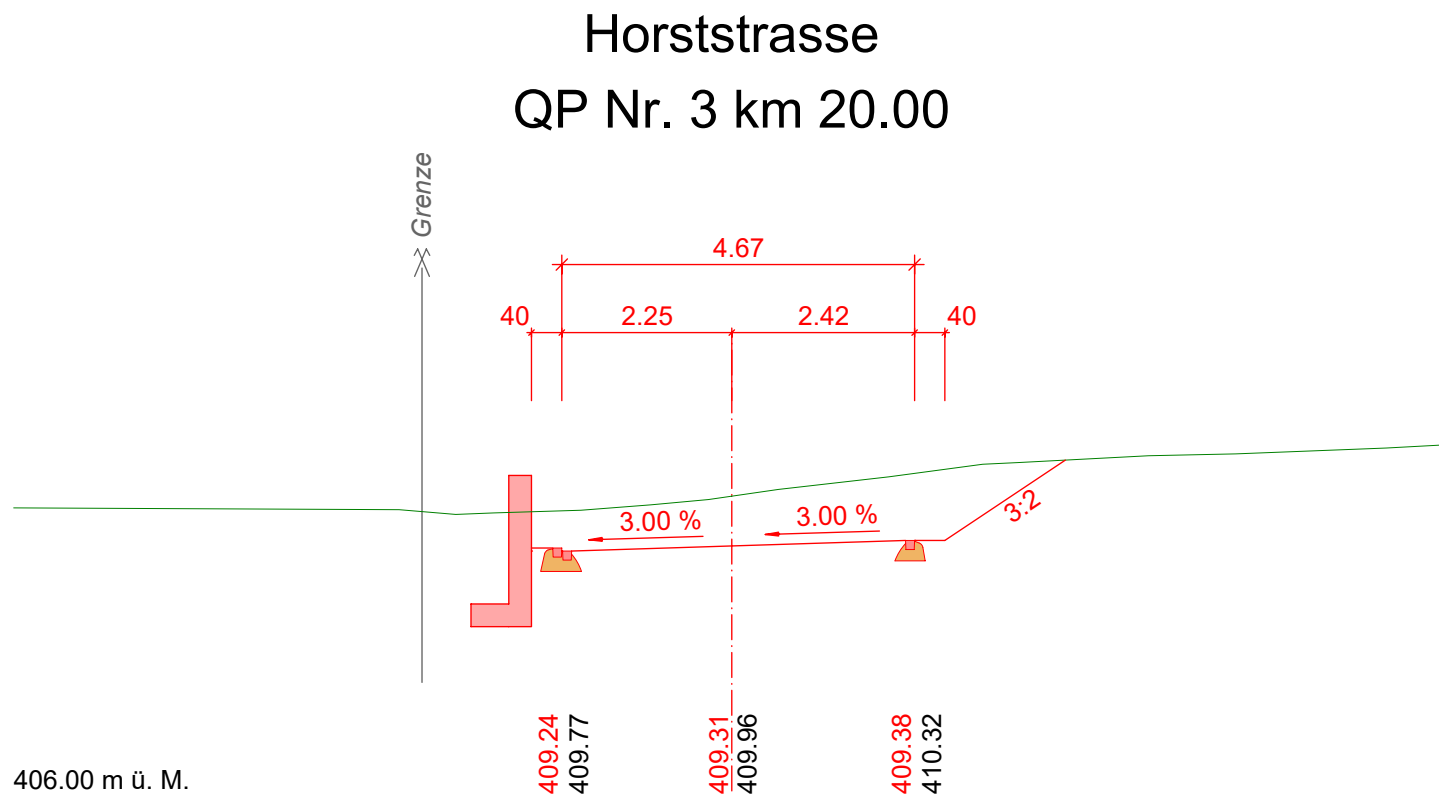 Horststrasse
QP Nr. 3 km 20.00
Grenze
4.67
40 2.25 2.42 40
3.00 % 3.00 % 3:2
409.24 409.77 409.31 409.96 409.38 410.32
406.00 m ü. M.